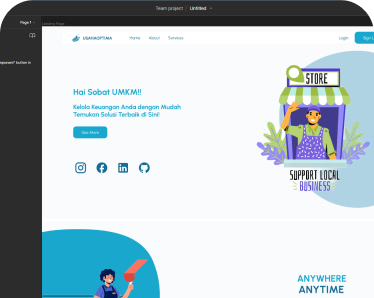 Team project / Untitled
Page 1
Landing Page
USAHAOPTIMA
Home
About
Services
Login
Sign U
mponent" button in
Hai Sobat UMKM!!
Kelola Keuangan Anda dengan Mudah
Temukan Solusi Terbaik di Sini!
See More
STORE
SUPPORT LOCAL
BUSINESS
ANYWHERE
ANYTIME